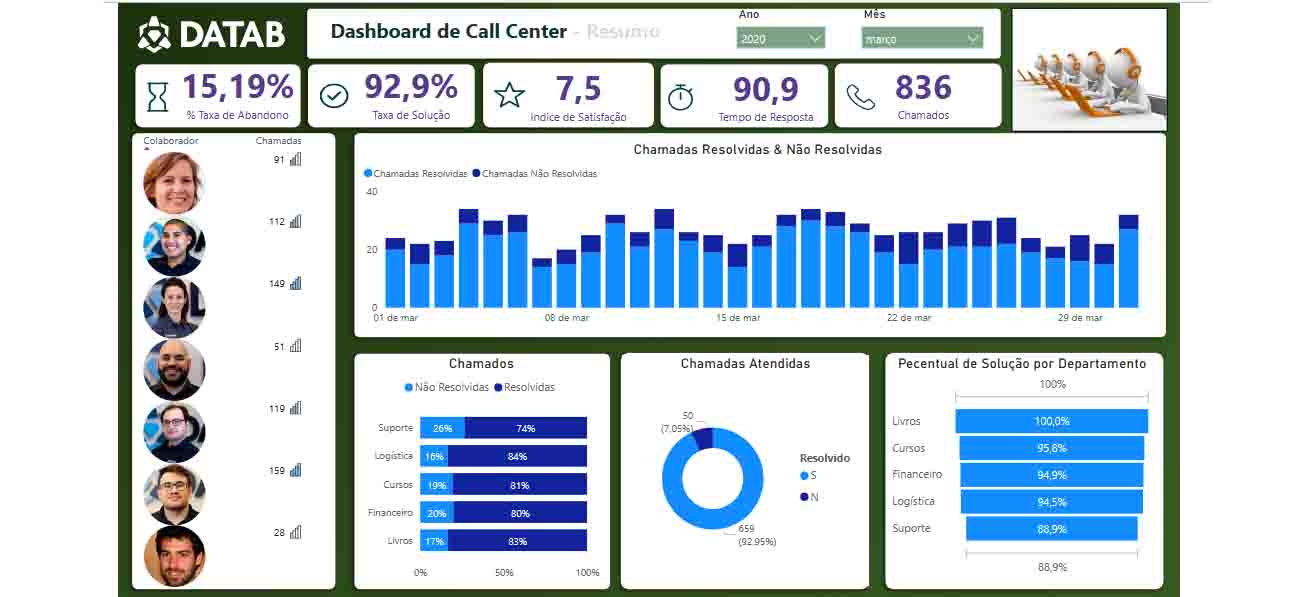 DATAB
Dashboard de Call Center - Resumo
Ano
2020
Mês
março
15,19%
% Taxa de Abandono
92,9%
Taxa de Solução
7,5
Indice de Satisfação
90,9
Tempo de Resposta
836
Chamados
Colaborador Chamadas
91
112
149
51
119
159
28
Chamadas Resolvidas & Não Resolvidas
Chamadas Resolvidas Chamadas Não Resolvidas
40
20
0
01 de mar 08 de mar 15 de mar 22 de mar 29 de mar
Chamados
Não Resolvidas Resolvidas
Suporte 26% 74%
Logística 16% 84%
Cursos 19% 81%
Financeiro 20% 80%
Livros 17% 83%
0% 50% 100%
Chamadas Atendidas
50
(7.05%)
659
(92.95%)
Resolvido
S
N
Pecentual de Solução por Departamento
100%
Livros 100,0%
Cursos 95,8%
Financeiro 94,9%
Logística 94,5%
Suporte 88,9%
88,9%